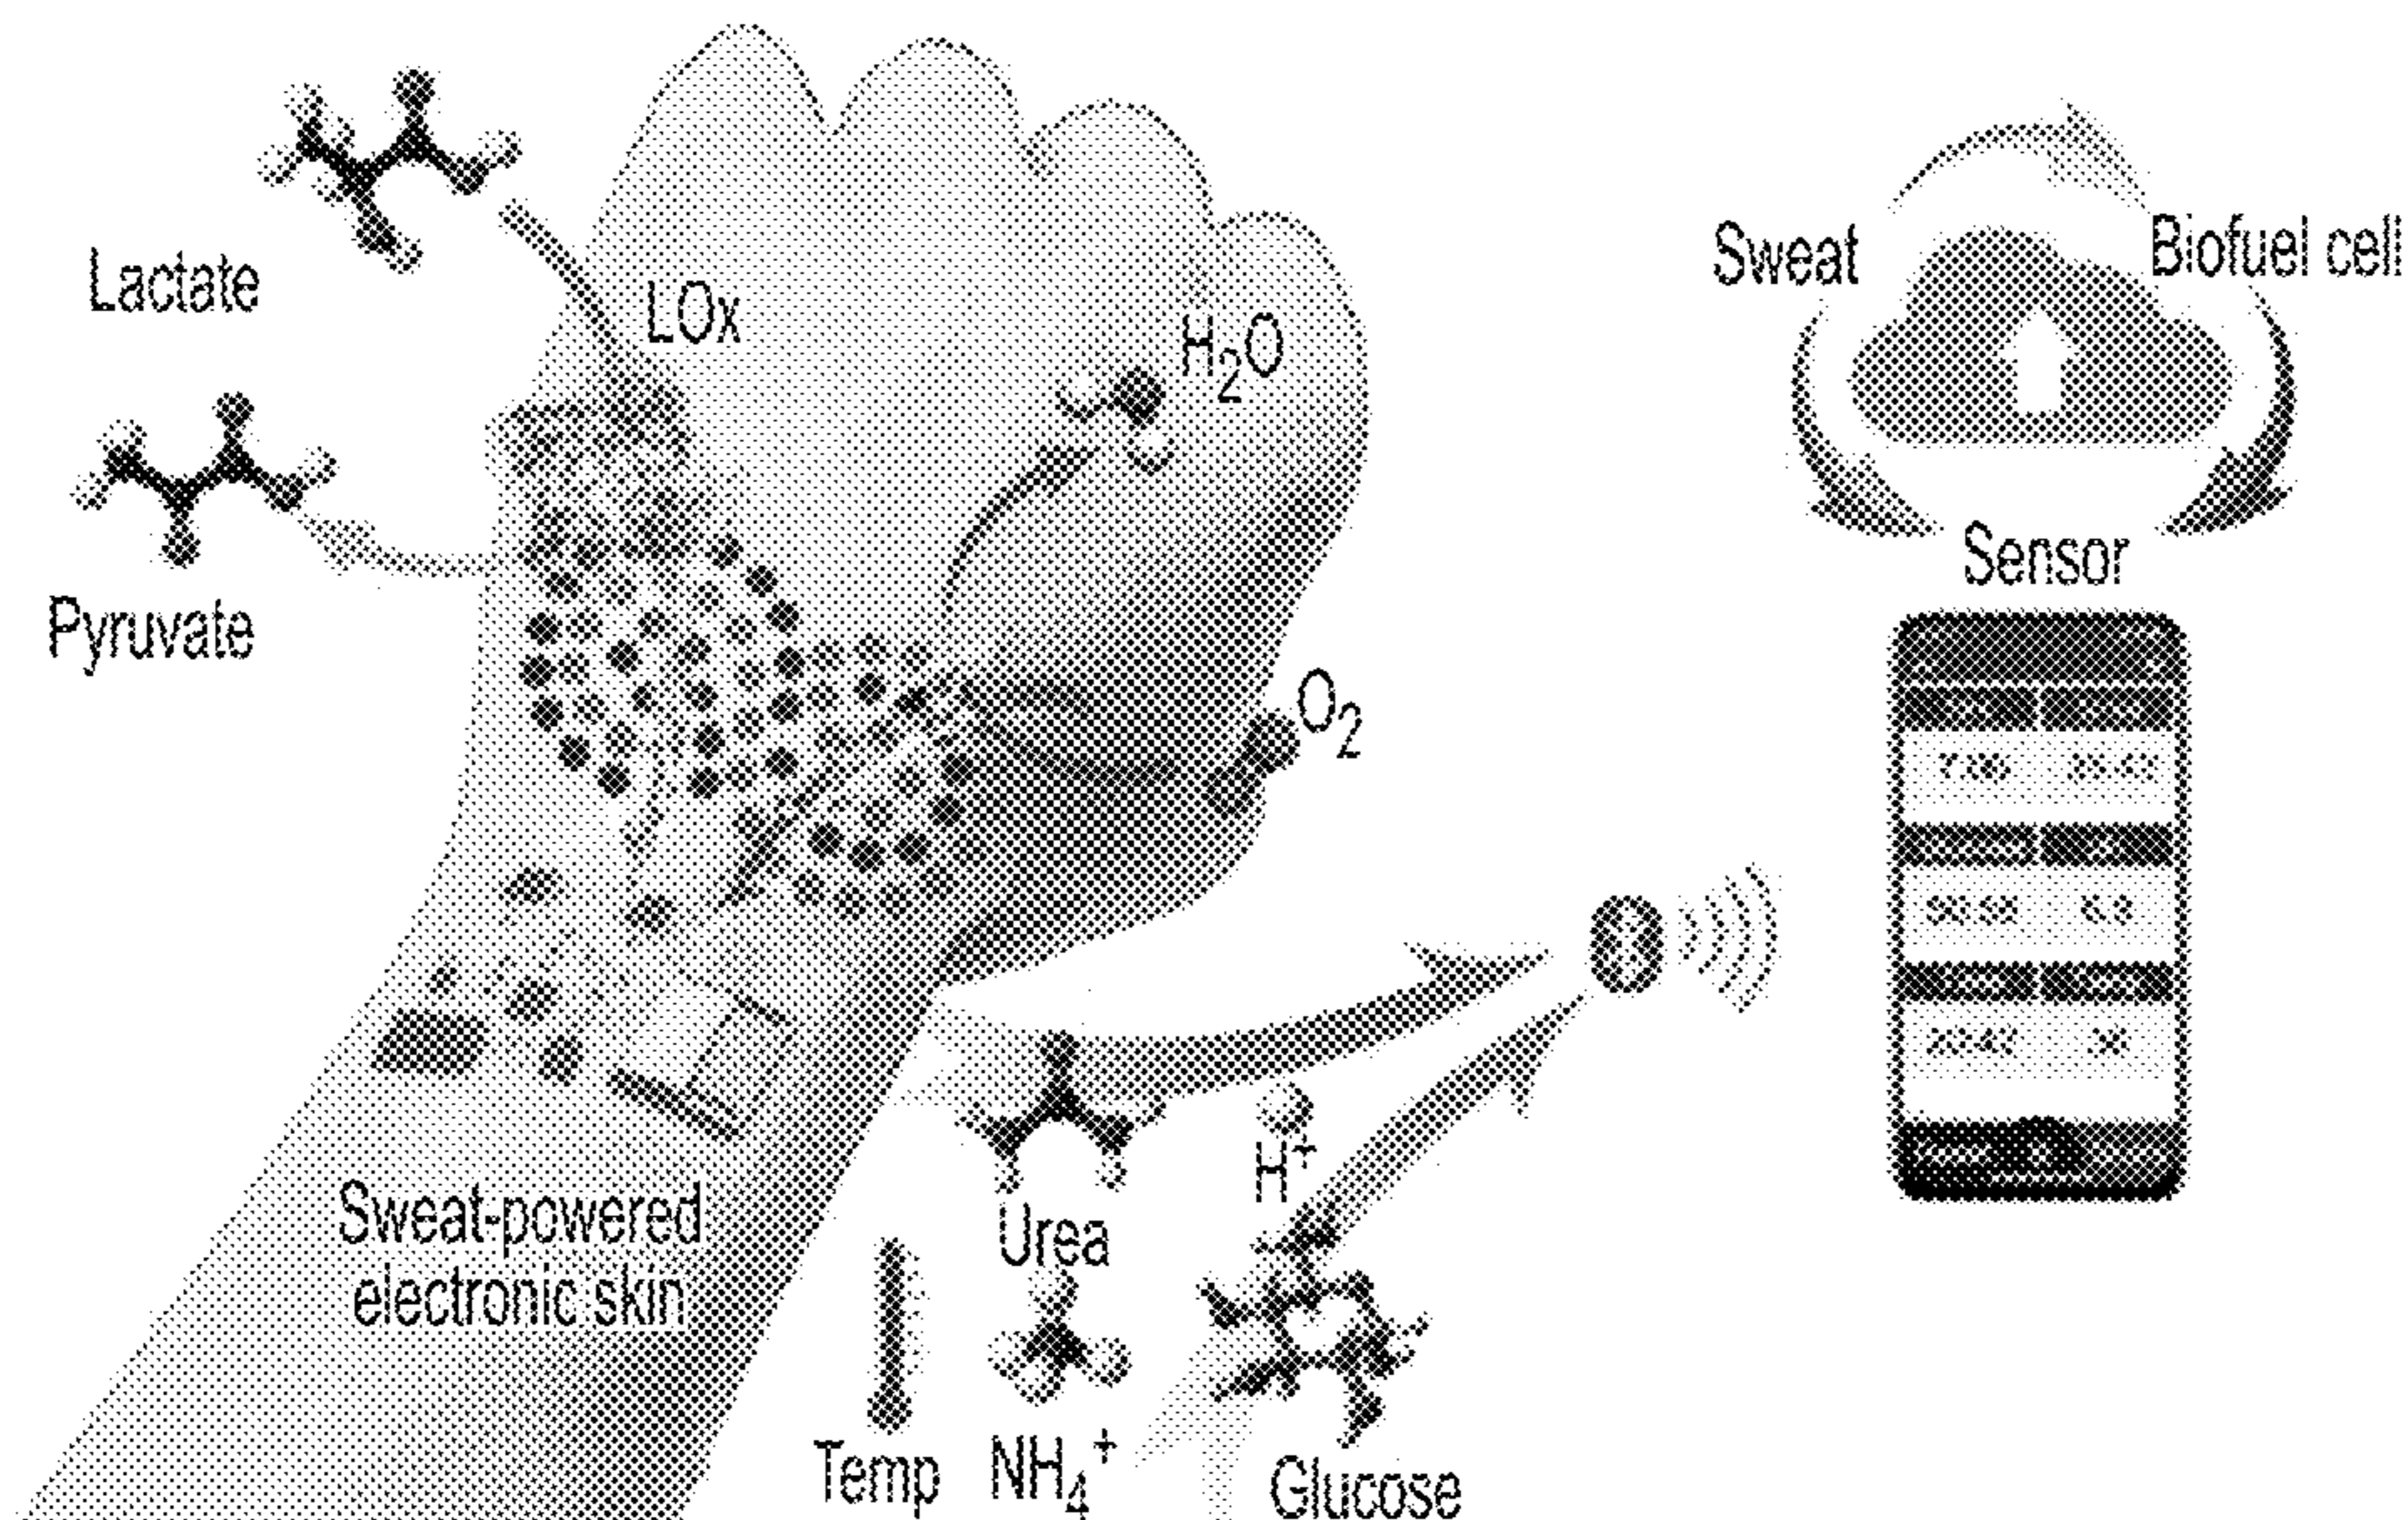 Lactate
LOx
H₂O
Pyruvate
O₂
Sweat
Biofuel cell
Sensor
Sweat-powered
electronic skin
Urea
H⁺
Temp
NH₄⁺
Glucose